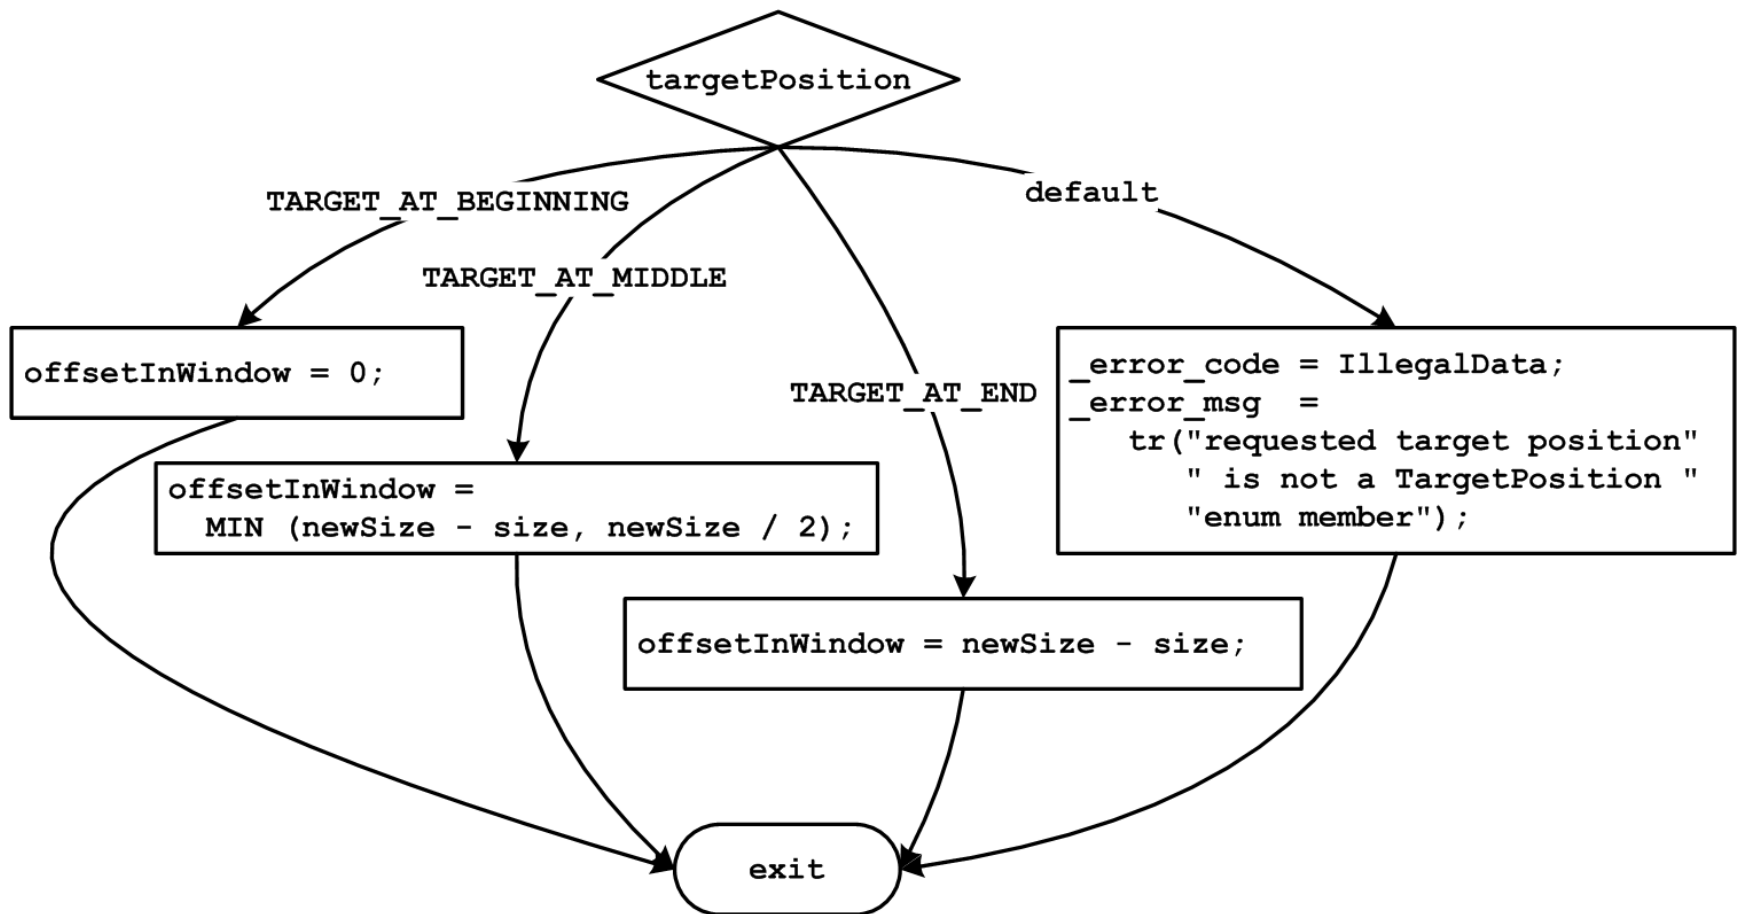 targetPosition
TARGET_AT_BEGINNING
default
TARGET_AT_MIDDLE
TARGET_AT_END
offsetInWindow = 0;
offsetInWindow =
MIN (newSize - size, newSize / 2);
offsetInWindow = newSize - size;
_error_code = IllegalData;
_error_msg  =
tr("requested target position"
" is not a TargetPosition "
"enum member");
exit